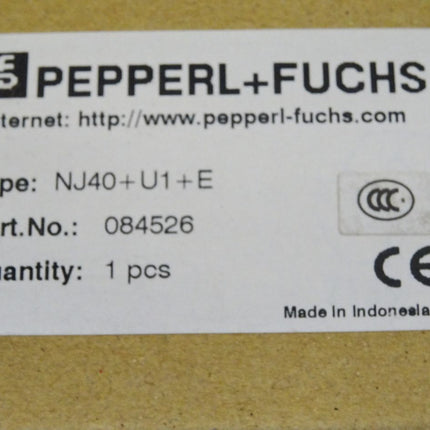 PEPPERL+FUCHS
ternet: http://www.pepperl-fuchs.com
pe: NJ40+U1+E
rt.No.: 084526
CCC
uantity: 1 pcs
CE
Made in Indonesia